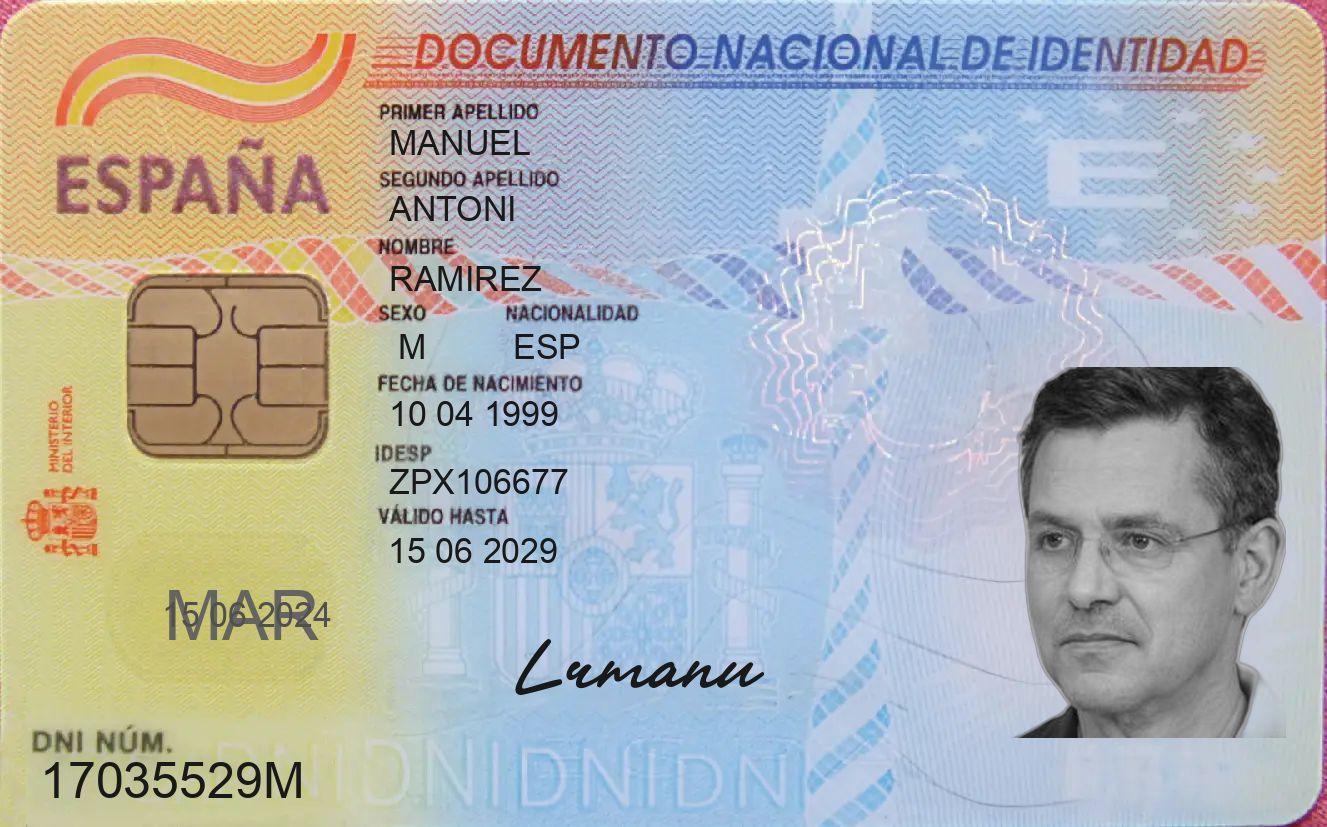 DOCUMENTO NACIONAL DE IDENTIDAD
ESPAÑA
PRIMER APELLIDO
MANUEL
SEGUNDO APELLIDO
ANTONI
NOMBRE
RAMIREZ
SEXO NACIONALIDAD
M ESP
FECHA DE NACIMIENTO
10 04 1999
IDESP
ZPX106677
VÁLIDO HASTA
15 06 2029
MINISTERIO
DEL INTERIOR
E
MAR
15 06 2024
Lumanu
DNI NÚM.
17035529M
DNIDNIDNIDNI